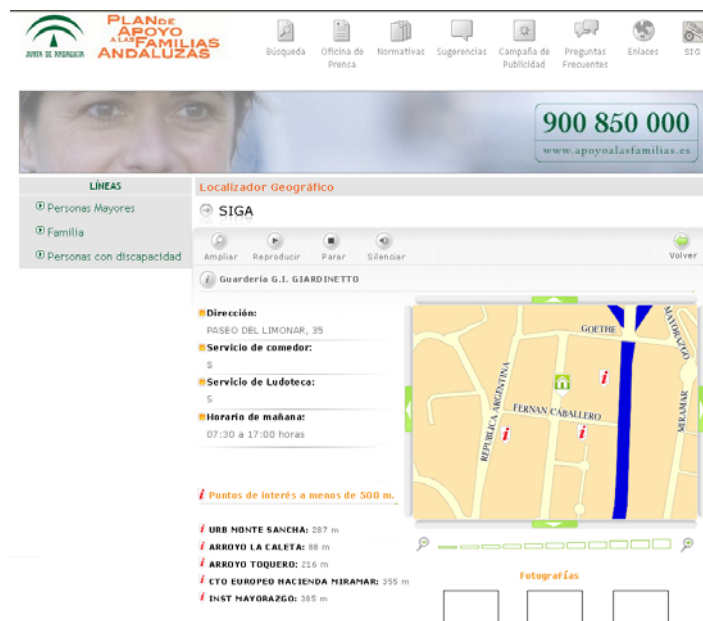 JUNTA DE ANDALUCIA
PLAN DE
APOYO
A LAS FAMILIAS
ANDALUZAS
Búsqueda
Oficina de Prensa
Normativas
Sugerencias
Campaña de Publicidad
Preguntas Frecuentes
Enlaces
SIG
900 850 000
www.apoyoalasfamilias.es
LÍNEAS
Personas Mayores
Familia
Personas con discapacidad
Localizador Geográfico
SIGA
Ampliar
Reproducir
Parar
Silenciar
Volver
Guardería G.I. GIARDINETTO
Dirección:
PASEO DEL LIMONAR, 35
Servicio de comedor:
S
Servicio de Ludoteca:
S
Horario de mañana:
07:30 a 17:00 horas
GOETHE
MAYORAZGO
REPUBLICA ARGENTINA
FERNAN CABALLERO
MIRAMAR
Puntos de interés a menos de 500 m.
URB MONTE SANCHA: 287 m
ARROYO LA CALETA: 88 m
ARROYO TOQUERO: 216 m
CTO EUROPEO HACIENDA MIRAMAR: 355 m
INST MAYORAZGO: 385 m
Fotografías